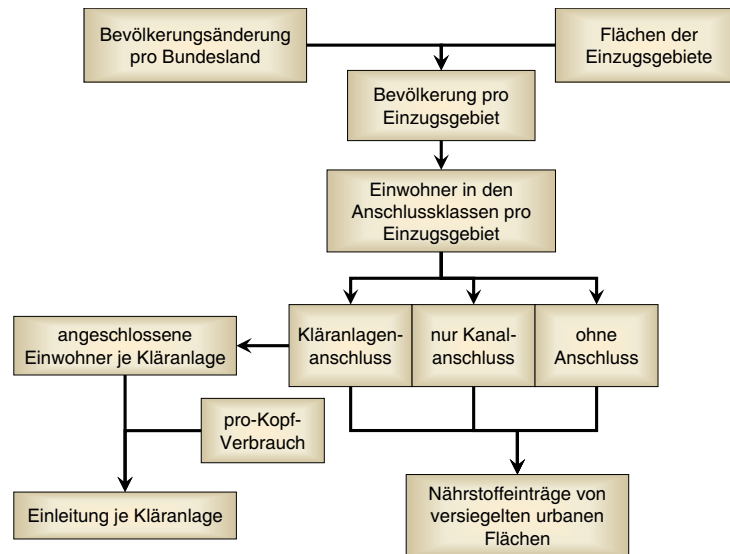 Bevölkerungsänderung
pro Bundesland
Flächen der
Einzugsgebiete
Bevölkerung pro
Einzugsgebiet
Einwohner in den
Anschlussklassen pro
Einzugsgebiet
angeschlossene
Einwohner je Kläranlage
Kläranlagen-
anschluss
nur Kanal-
anschluss
ohne
Anschluss
pro-Kopf-
Verbrauch
Einleitung je Kläranlage
Nährstoffeinträge von
versiegelten urbanen
Flächen